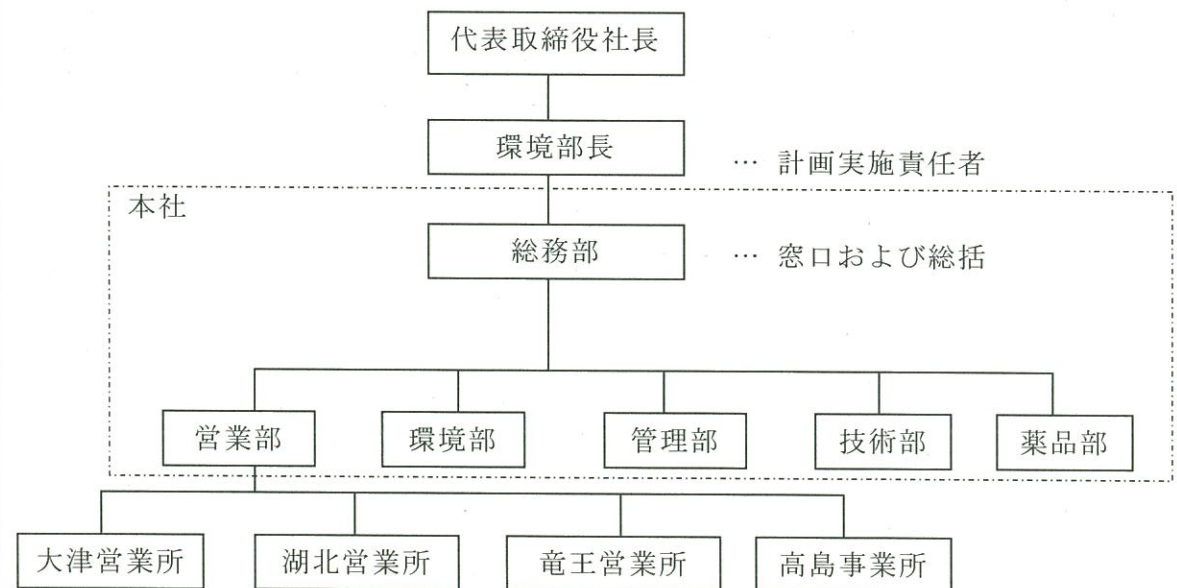 代表取締役社長
環境部長
… 計画実施責任者
本社
総務部
… 窓口および総括
営業部
環境部
管理部
技術部
薬品部
大津営業所
湖北営業所
竜王営業所
高島事業所